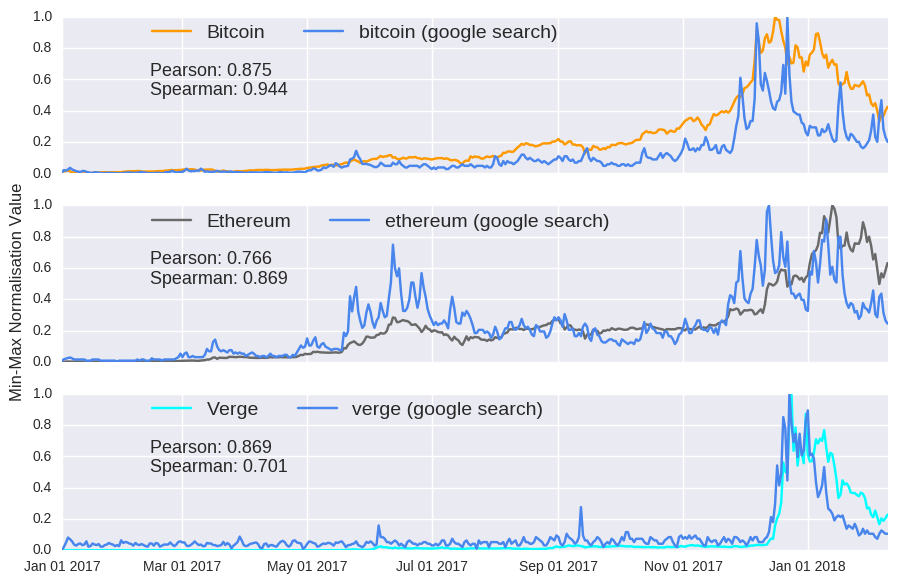 Min-Max Normalisation Value
1.0
0.8
0.6
0.4
0.2
0.0
Bitcoin bitcoin (google search)
Pearson: 0.875
Spearman: 0.944
1.0
0.8
0.6
0.4
0.2
0.0
Ethereum ethereum (google search)
Pearson: 0.766
Spearman: 0.869
1.0
0.8
0.6
0.4
0.2
0.0
Verge verge (google search)
Pearson: 0.869
Spearman: 0.701
Jan 01 2017 Mar 01 2017 May 01 2017 Jul 01 2017 Sep 01 2017 Nov 01 2017 Jan 01 2018